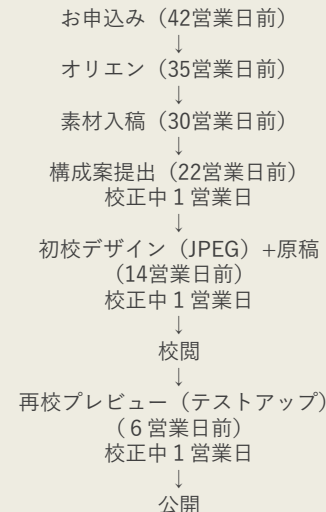 お申込み（42営業日前）
↓
オリエン（35営業日前）
↓
素材入稿（30営業日前）
↓
構成案提出（22営業日前）
校正中１営業日
↓
初校デザイン（JPEG）+原稿
（14営業日前）
校正中１営業日
↓
校閲
↓
再校プレビュー（テストアップ）
（６営業日前）
校正中１営業日
↓
公開